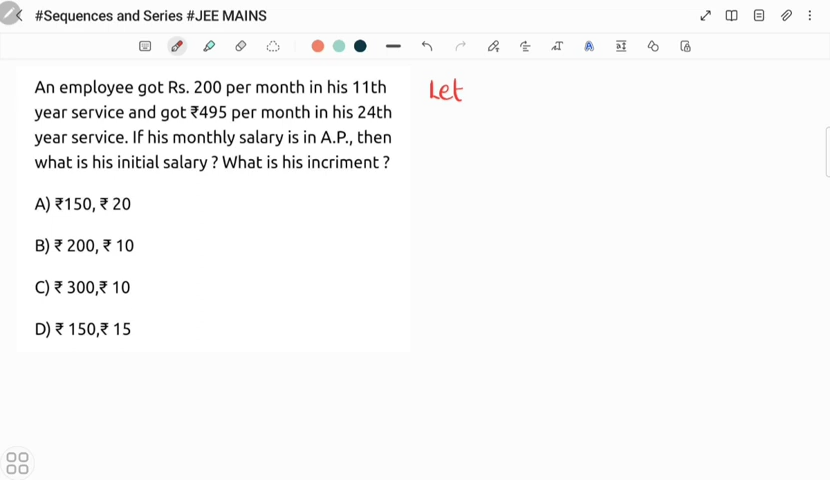 #Sequences and Series #JEE MAINS
An employee got Rs. 200 per month in his 11th
year service and got ₹495 per month in his 24th
year service. If his monthly salary is in A.P., then
what is his initial salary ? What is his incriment ?
Let
A) ₹150, ₹ 20
B) ₹ 200, ₹ 10
C) ₹ 300,₹ 10
D) ₹ 150,₹ 15